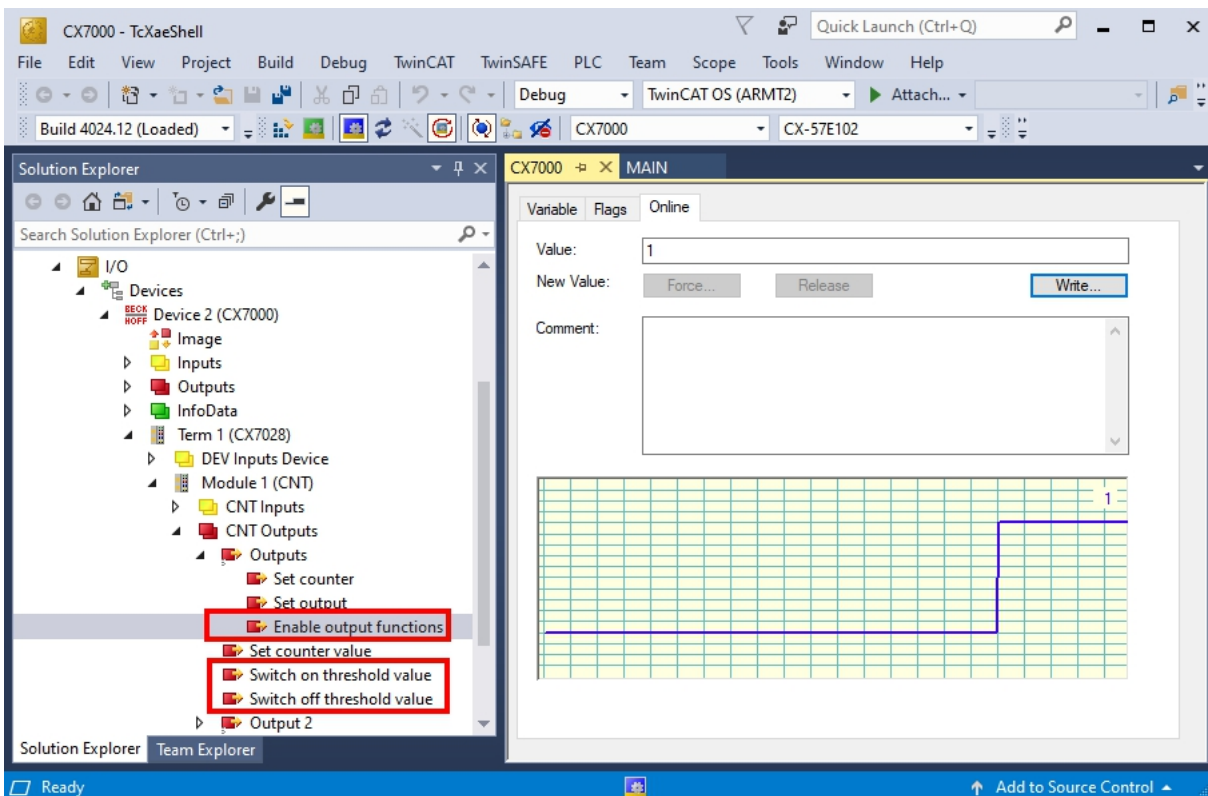 CX7000 - TcXaeShell
Quick Launch (Ctrl+Q)
File Edit View Project Build Debug TwinCAT TwinSAFE PLC Team Scope Tools Window Help
Debug TwinCAT OS (ARMT2) Attach...
Build 4024.12 (Loaded) CX7000 CX-57E102
Solution Explorer
Search Solution Explorer (Ctrl+;)
I/O
Devices
BECK
HOFF
Device 2 (CX7000)
Image
Inputs
Outputs
InfoData
Term 1 (CX7028)
DEV Inputs Device
Module 1 (CNT)
CNT Inputs
CNT Outputs
Outputs
Set counter
Set output
Enable output functions
Set counter value
Switch on threshold value
Switch off threshold value
Output 2
Solution Explorer Team Explorer
CX7000 MAIN
Variable Flags Online
Value: 1
New Value: Force... Release Write...
Comment:
1
Ready Add to Source Control